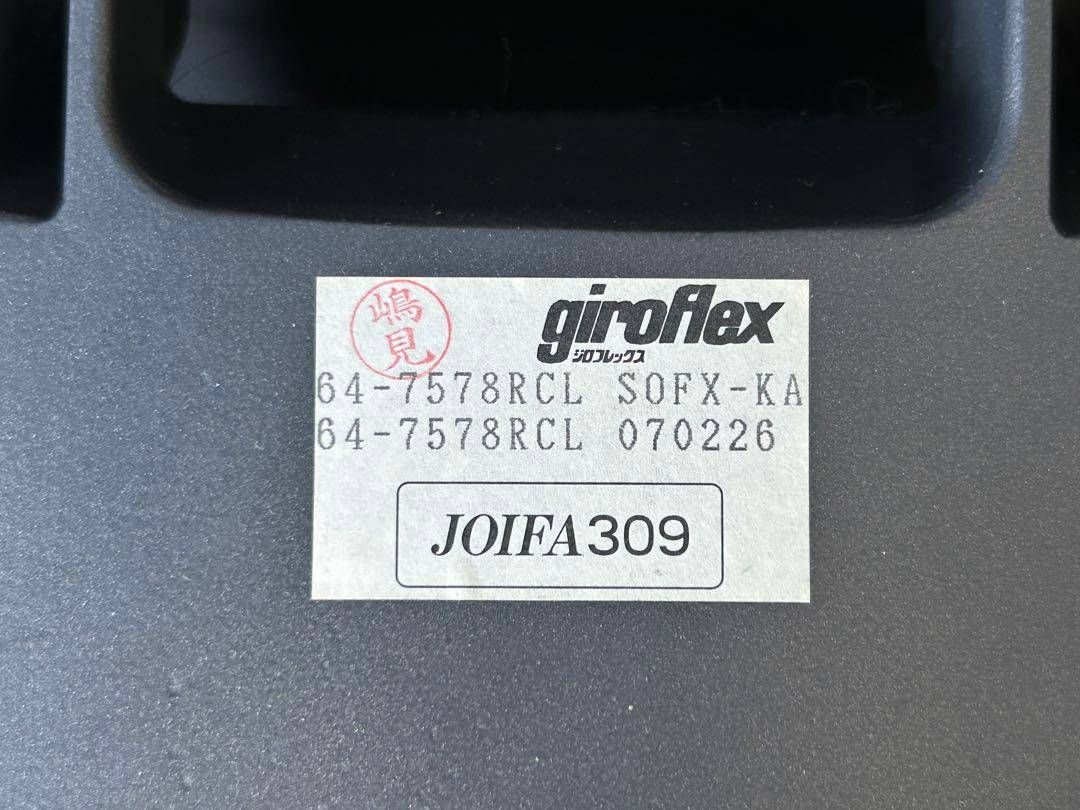 嶋見
giroflex
ジロフレックス
64-7578RCL SOFX-KA
64-7578RCL 070226
JOIFA309